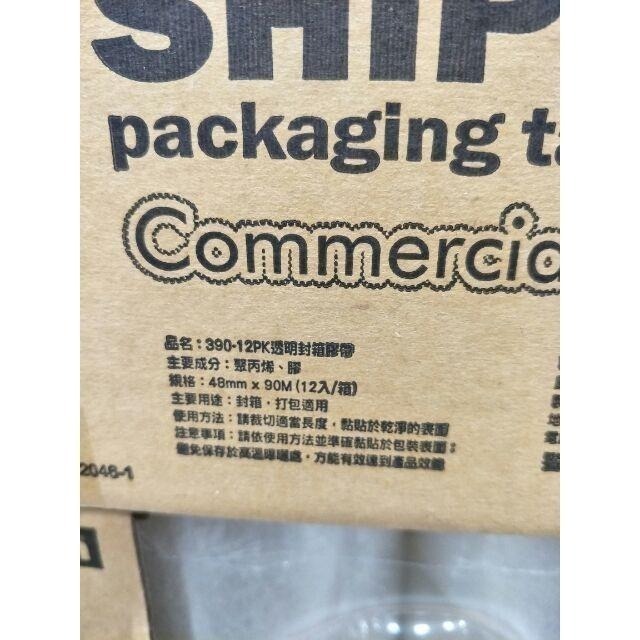 SHIP
packaging ta
Commercia
品名：390-12PK透明封箱膠帶
主要成分：聚丙烯、膠
規格：48mm x 90M (12入/箱)
主要用途：封箱，打包適用
使用方法：請裁切適當長度，黏貼於乾淨的表面
注意事項：請依使用方法並準確黏貼於包裝表面；
避免保存於高溫曝曬處，方能有效達到產品效能
2046-1